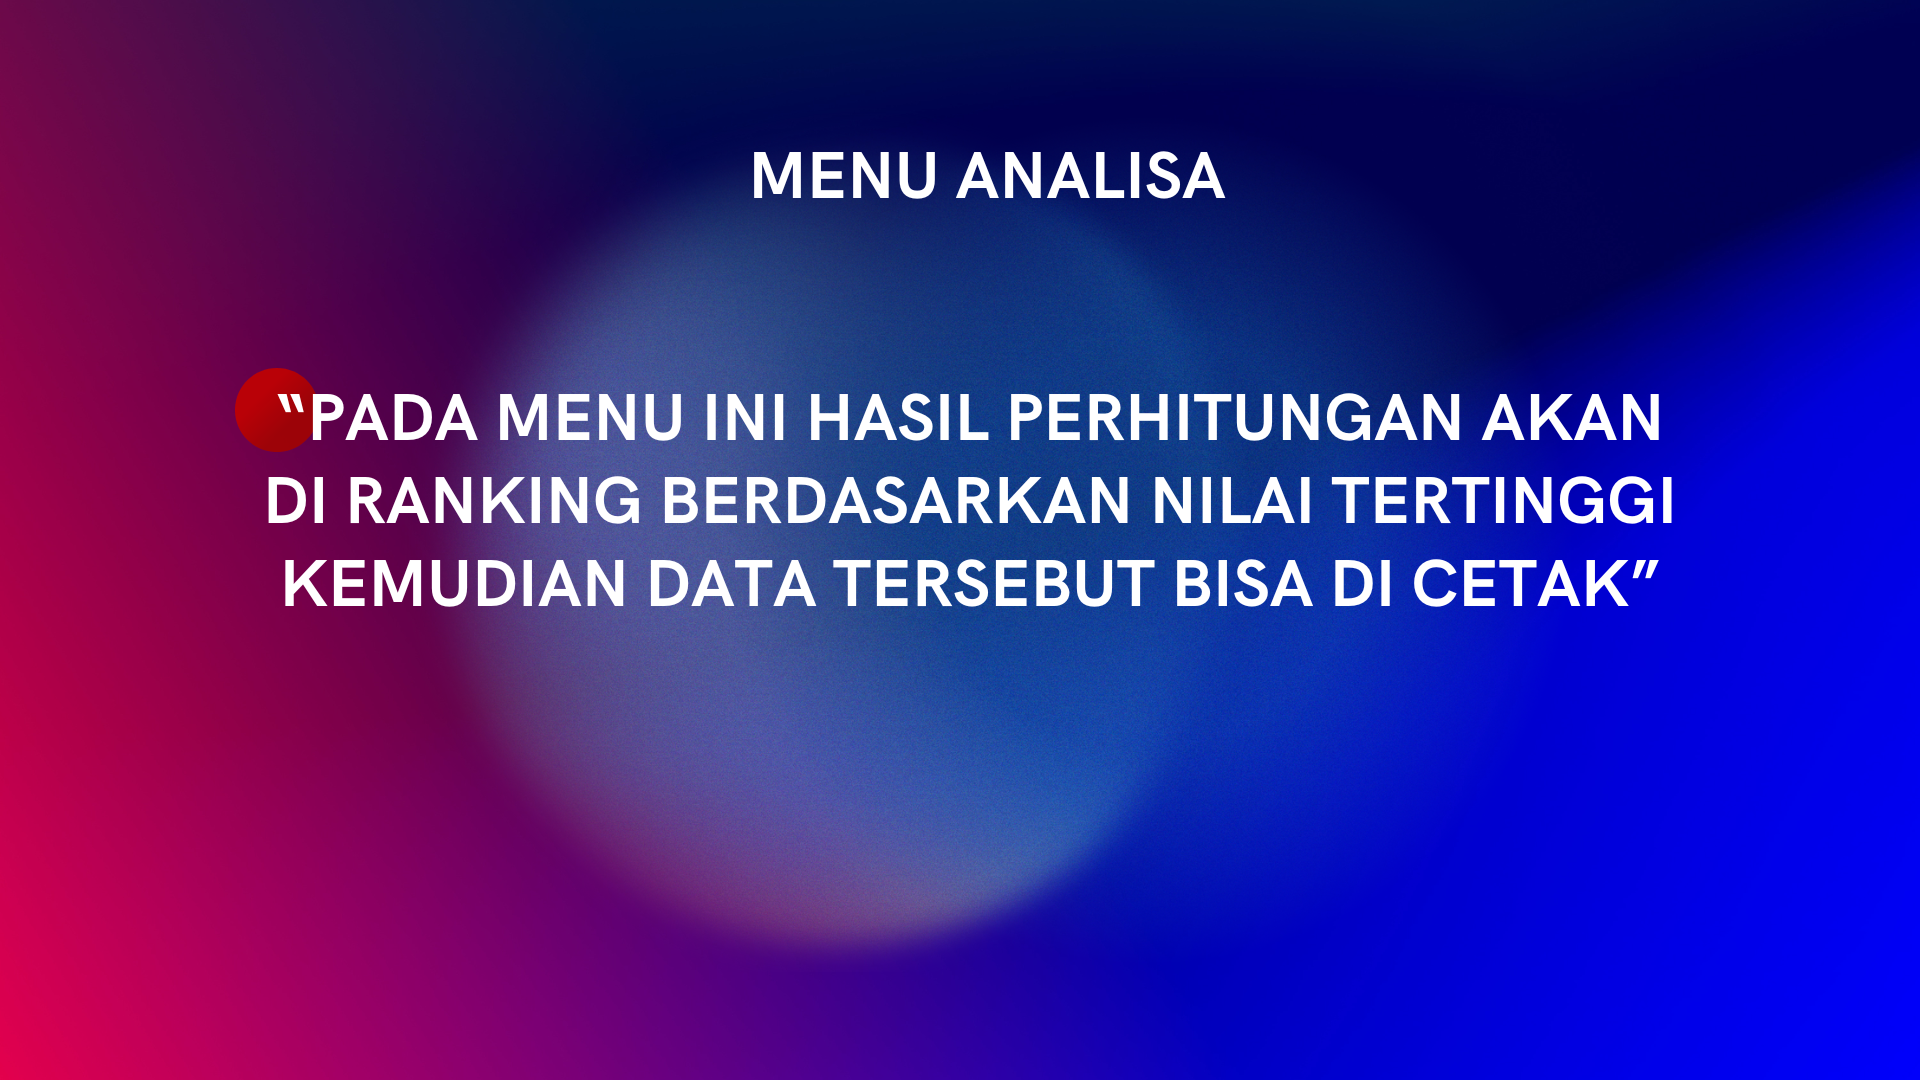 MENU ANALISA
“PADA MENU INI HASIL PERHITUNGAN AKAN
DI RANKING BERDASARKAN NILAI TERTINGGI
KEMUDIAN DATA TERSEBUT BISA DI CETAK”